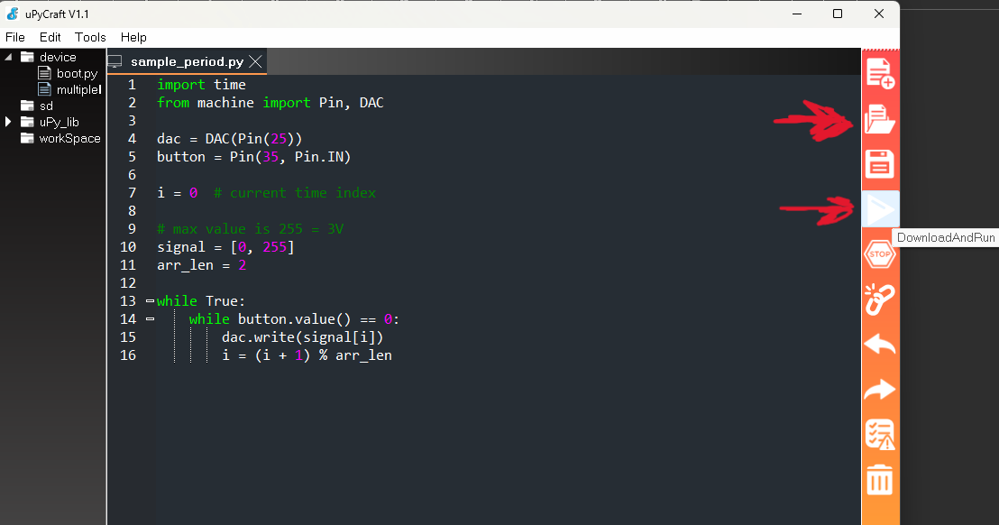 uPyCraft V1.1
File Edit Tools Help
device
boot.py
multiplel
sd
uPy_lib
workSpace
sample_period.py
1 import time
2 from machine import Pin, DAC
3
4 dac = DAC(Pin(25))
5 button = Pin(35, Pin.IN)
6
7 i = 0  # current time index
8
9 # max value is 255 = 3V
10 signal = [0, 255]
11 arr_len = 2
12
13 while True:
14     while button.value() == 0:
15         dac.write(signal[i])
16         i = (i + 1) % arr_len
STOP
DownloadAndRun